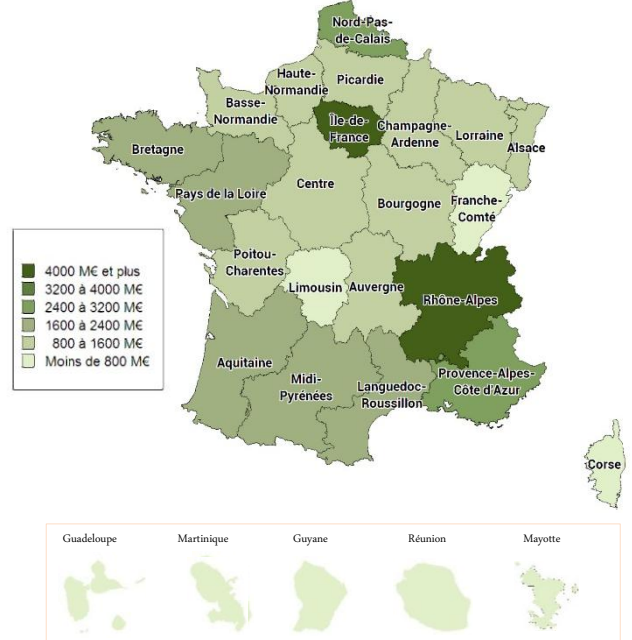 Nord-Pas-
de-Calais
Haute-
Normandie
Picardie
Basse-
Normandie
Île-de-
France
Champagne-
Ardenne
Lorraine
Alsace
Bretagne
Pays de la Loire
Centre
Bourgogne
Franche-
Comté
Poitou-
Charentes
Limousin
Auvergne
Rhône-Alpes
4000 M€ et plus
3200 à 4000 M€
2400 à 3200 M€
1600 à 2400 M€
800 à 1600 M€
Moins de 800 M€
Aquitaine
Midi-
Pyrénées
Languedoc-
Roussillon
Provence-Alpes-
Côte d'Azur
Corse
Guadeloupe
Martinique
Guyane
Réunion
Mayotte